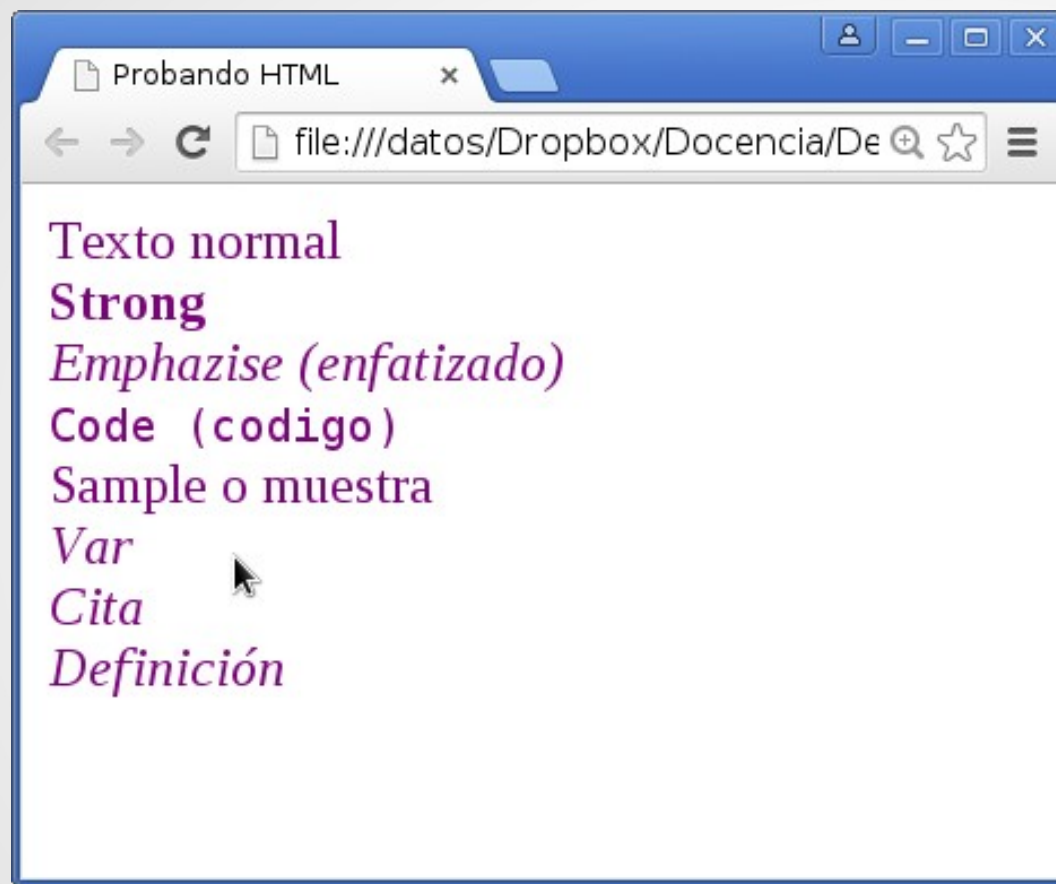 Probando HTML
file:///datos/Dropbox/Docencia/De
Texto normal
Strong
Emphazise (enfatizado)
Code (codigo)
Sample o muestra
Var
Cita
Definición